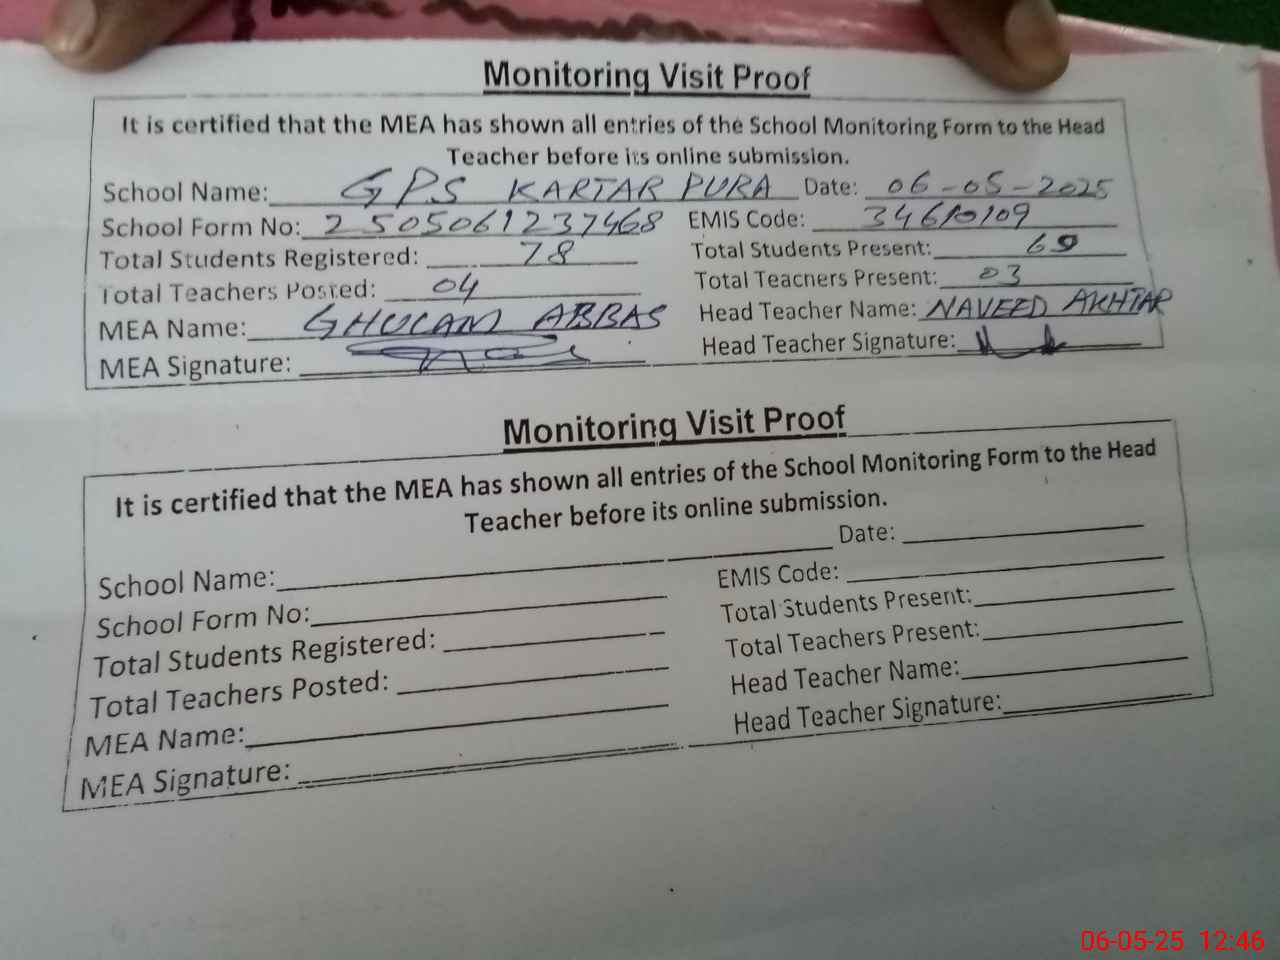 Monitoring Visit Proof
It is certified that the MEA has shown all entries of the School Monitoring Form to the Head
Teacher before its online submission.
School Name: GPS KARTAR PURA Date: 06-05-2025
School Form No: 2505061237468 EMIS Code: 34610109
Total Students Registered: 78 Total Students Present:
Total Teachers Posted: 04 Total Teachers Present: 03
MEA Name: GHULAM ABBAS Head Teacher Name: NAVEED AKHTAR
MEA Signature: Head Teacher Signature:
Monitoring Visit Proof
It is certified that the MEA has shown all entries of the School Monitoring Form to the Head
Teacher before its online submission.
School Name: Date:
School Form No: EMIS Code:
Total Students Registered: Total Students Present:
Total Teachers Posted: Total Teachers Present:
MEA Name: Head Teacher Name:
MEA Signature: Head Teacher Signature:
06-05-25 12:46